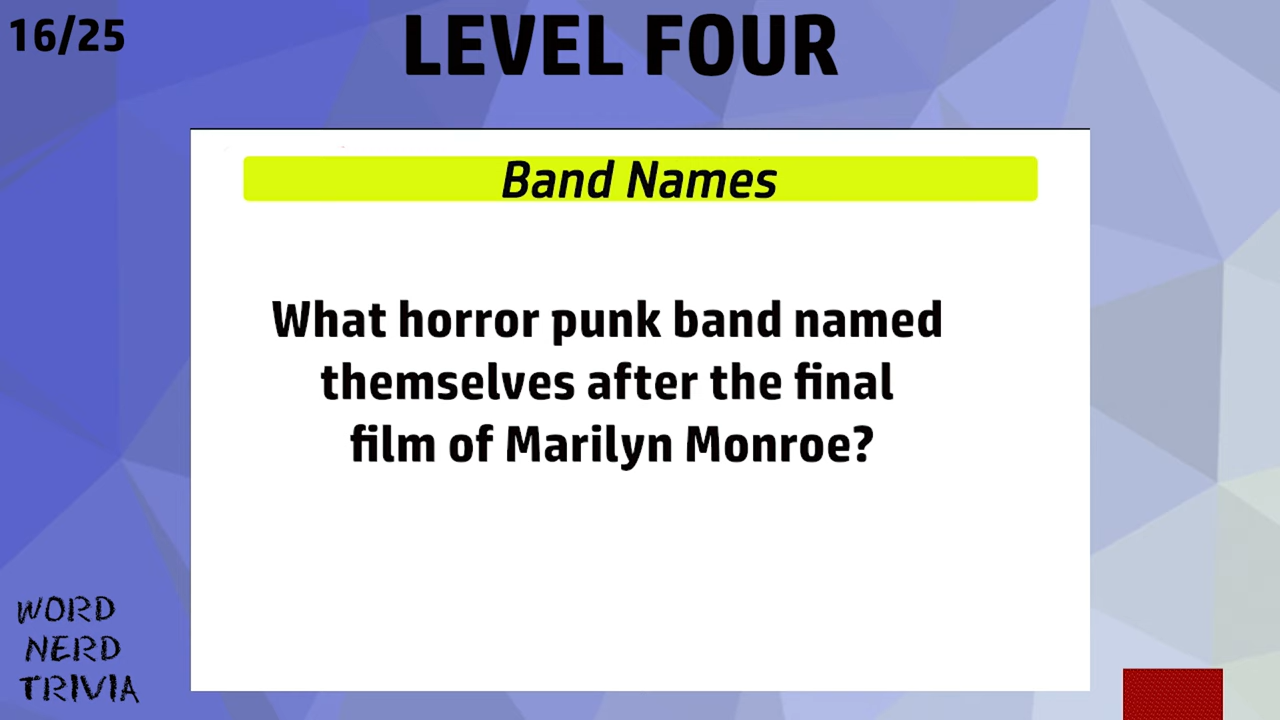 16/25
LEVEL FOUR
Band Names
What horror punk band named
themselves after the final
film of Marilyn Monroe?
WORD
NERD
TRIVIA